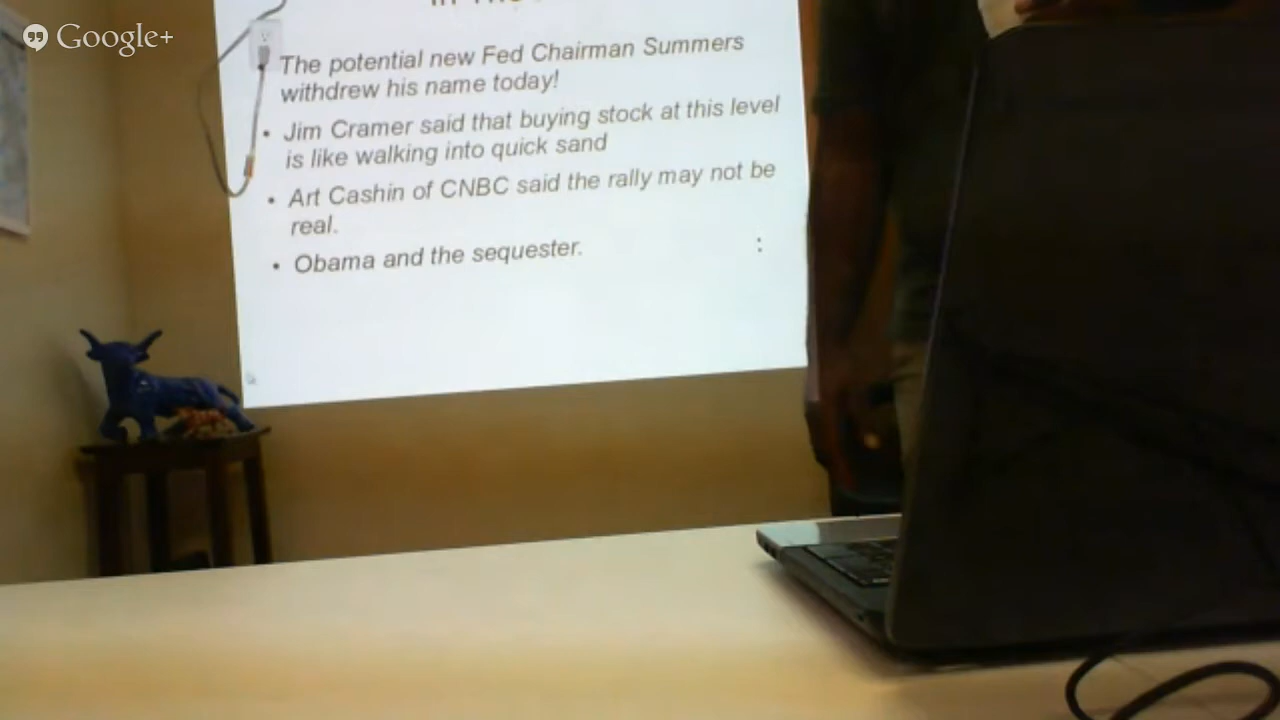 Google+
The potential new Fed Chairman Summers
withdrew his name today!
• Jim Cramer said that buying stock at this level
is like walking into quick sand
• Art Cashin of CNBC said the rally may not be
real.
• Obama and the sequester.
: